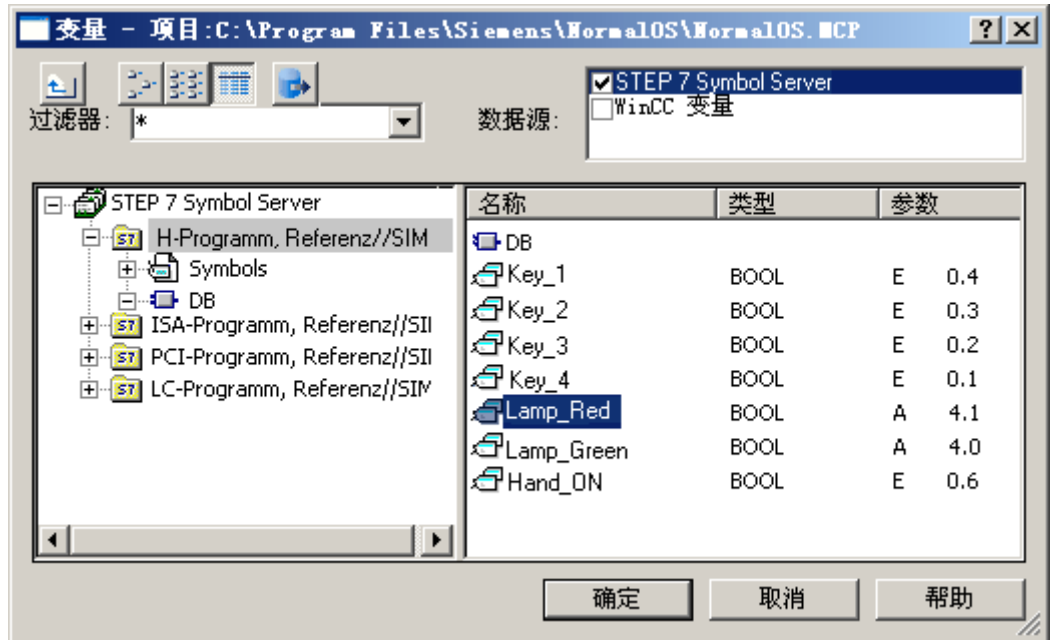 变量 - 项目:C:\Program Files\Siemens\NormalOS\NormalOS.MCP
过滤器: *
数据源:
STEP 7 Symbol Server
WinCC 变量
STEP 7 Symbol Server
H-Programm, Referenz//SIM
Symbols
DB
ISA-Programm, Referenz//SII
PCI-Programm, Referenz//SII
LC-Programm, Referenz//SIM
名称 类型 参数
DB
Key_1 BOOL E 0.4
Key_2 BOOL E 0.3
Key_3 BOOL E 0.2
Key_4 BOOL E 0.1
Lamp_Red BOOL A 4.1
Lamp_Green BOOL A 4.0
Hand_ON BOOL E 0.6
确定 取消 帮助